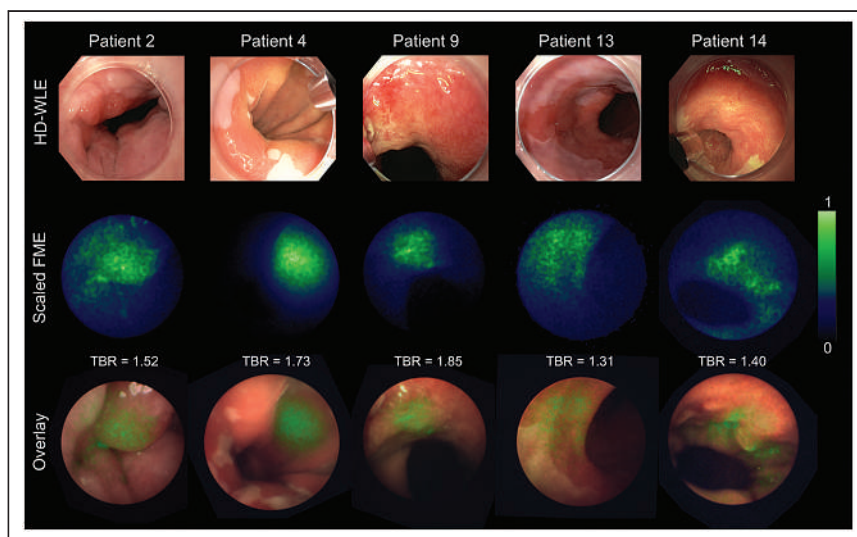 Patient 2 Patient 4 Patient 9 Patient 13 Patient 14
HD-WLE
Scaled FME
1
0
TBR = 1.52 TBR = 1.73 TBR = 1.85 TBR = 1.31 TBR = 1.40
Overlay